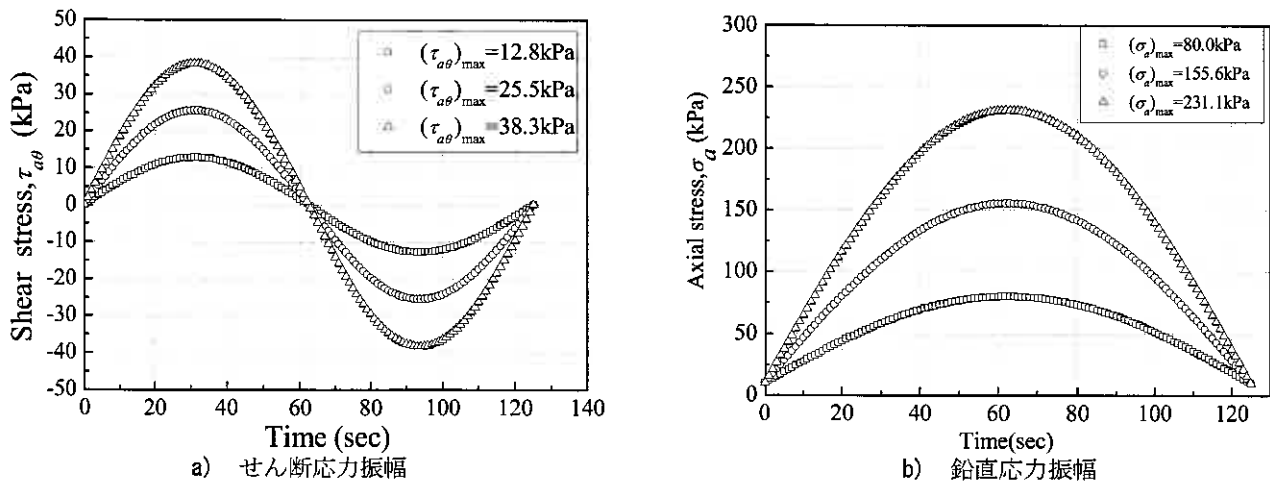 50
40
30
20
10
0
-10
-20
-30
-40
-50
Shear stress,τaθ (kPa)
□ (τaθ)max=12.8kPa
○ (τaθ)max=25.5kPa
△ (τaθ)max=38.3kPa
0 20 40 60 80 100 120 140
Time (sec)
a) せん断応力振幅
300
250
200
150
100
50
0
Axial stress,σa (kPa)
□ (σa)max=80.0kPa
○ (σa)max=155.6kPa
△ (σa)max=231.1kPa
0 20 40 60 80 100 120
Time(sec)
b) 鉛直応力振幅